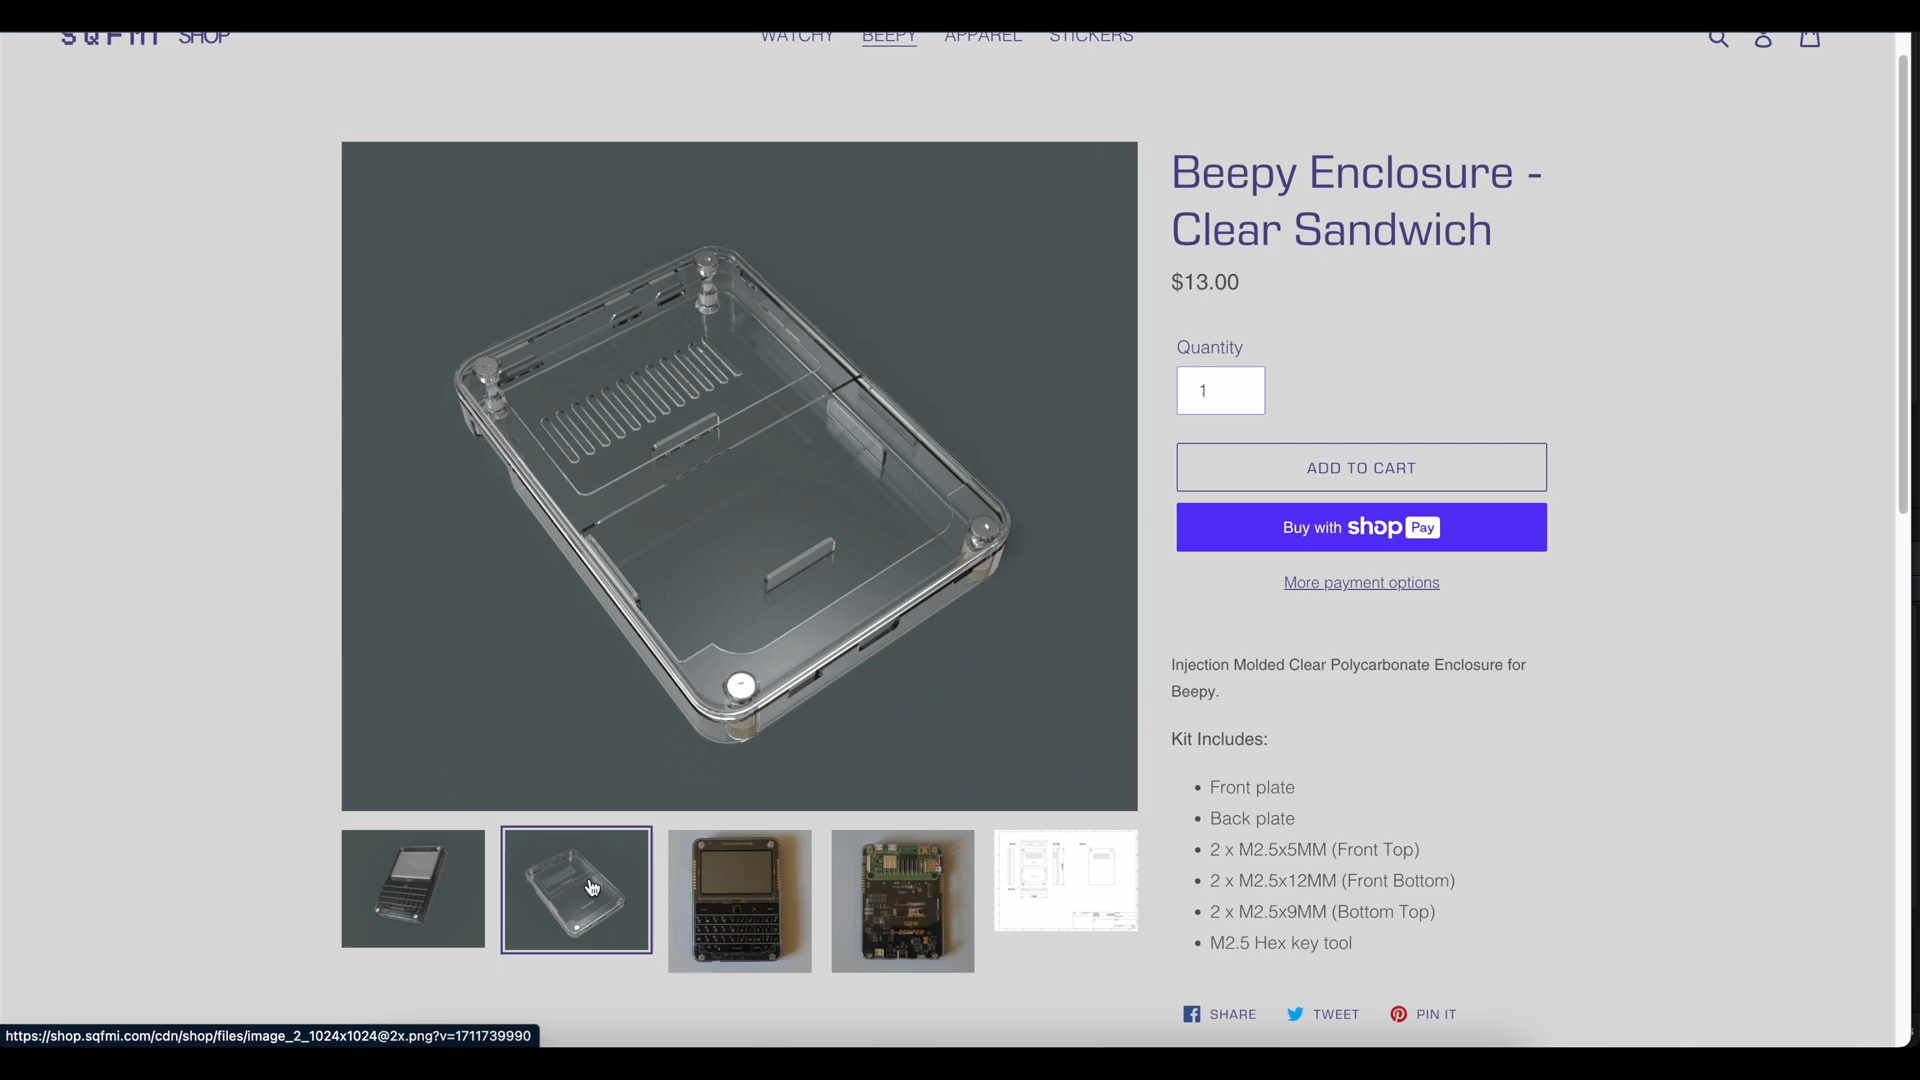 SQFMI SHOP
WATCHY BEEPY APPAREL STICKERS
Beepy Enclosure -
Clear Sandwich
$13.00
Quantity
1
ADD TO CART
Buy with shop Pay
More payment options
Injection Molded Clear Polycarbonate Enclosure for
Beepy.
Kit Includes:
• Front plate
• Back plate
• 2 x M2.5x5MM (Front Top)
• 2 x M2.5x12MM (Front Bottom)
• 2 x M2.5x9MM (Bottom Top)
• M2.5 Hex key tool
SHARE TWEET PIN IT
https://shop.sqfmi.com/cdn/shop/files/image_2_1024x1024@2x.png?v=1711739990